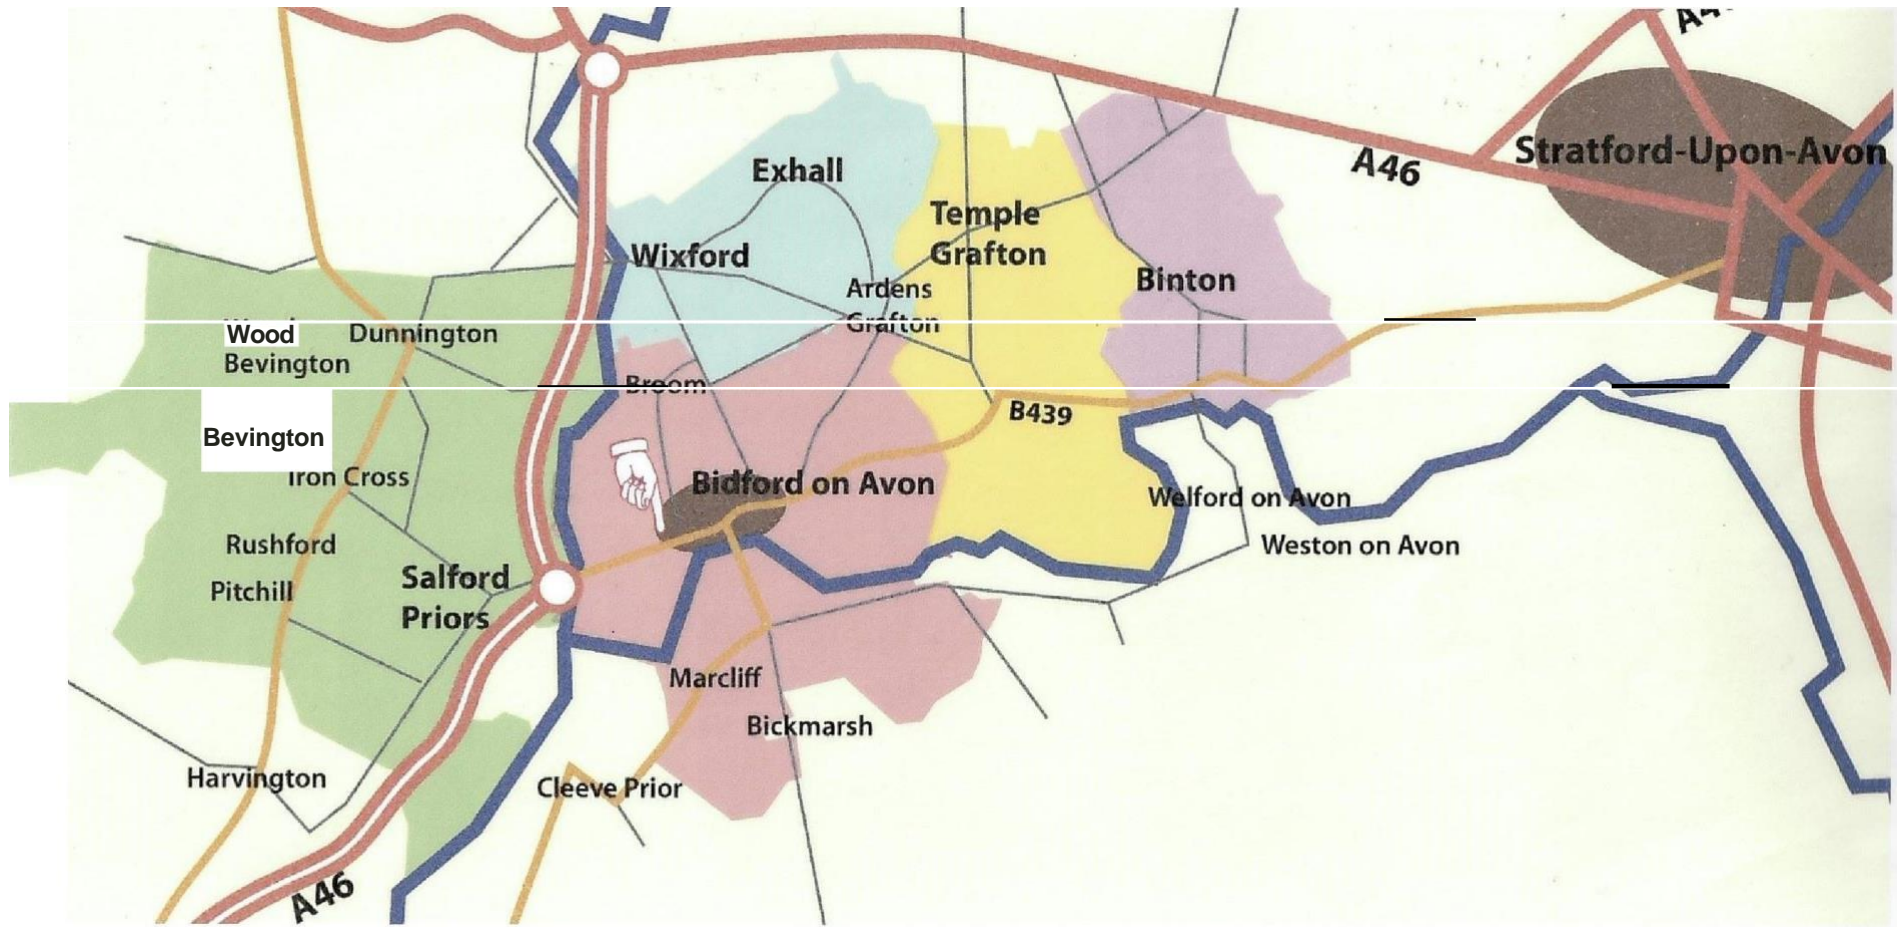 A4
Stratford-Upon-Avon
A46
Exhall
Temple
Grafton
Wixford
Binton
Ardens
Grafton
Wood
Dunnington
Bevington
Broom
B439
Bevington
Iron Cross
Bidford on Avon
Welford on Avon
Rushford
Weston on Avon
Pitchill
Salford
Priors
Marcliff
Bickmarsh
Harvington
Cleeve Prior
A46